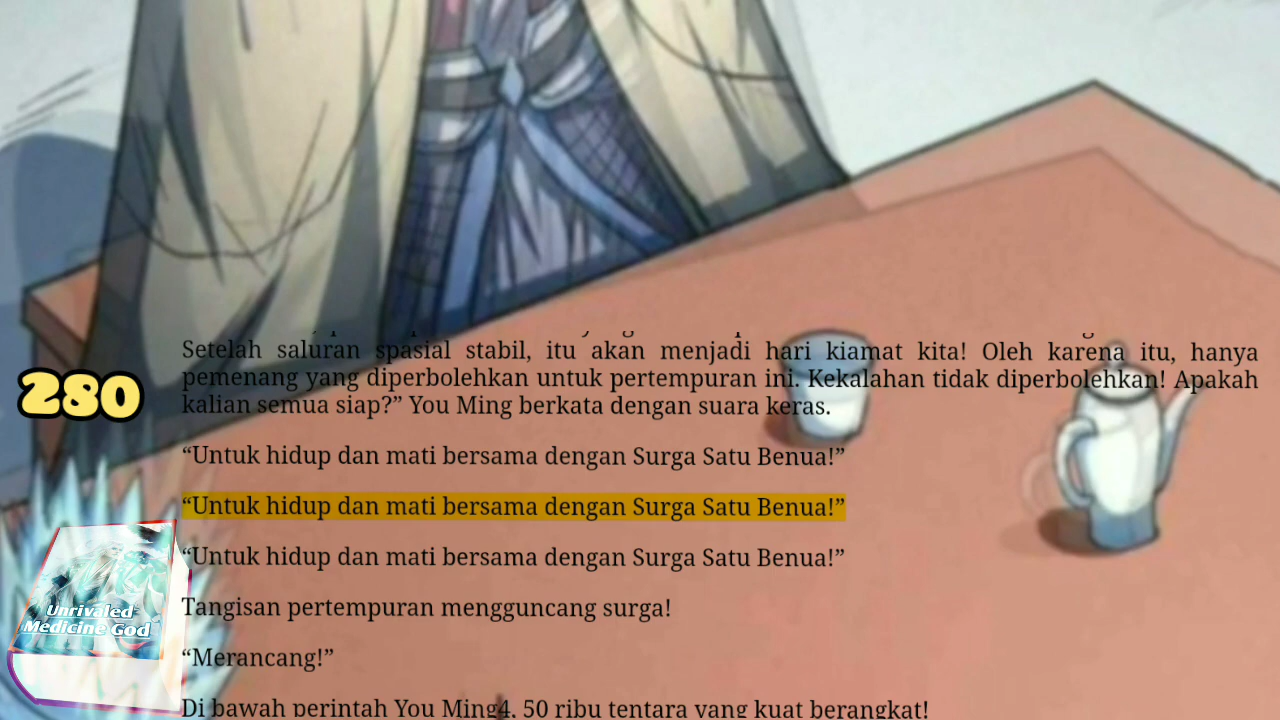 Setelah saluran spasial stabil, itu akan menjadi hari kiamat kita! Oleh karena itu, hanya
pemenang yang diperbolehkan untuk pertempuran ini. Kekalahan tidak diperbolehkan! Apakah
kalian semua siap?” You Ming berkata dengan suara keras.
280
“Untuk hidup dan mati bersama dengan Surga Satu Benua!”
“Untuk hidup dan mati bersama dengan Surga Satu Benua!”
“Untuk hidup dan mati bersama dengan Surga Satu Benua!”
Tangisan pertempuran mengguncang surga!
Unrivaled
Medicine God
“Merancang!”
Di bawah perintah You Ming4, 50 ribu tentara yang kuat berangkat!